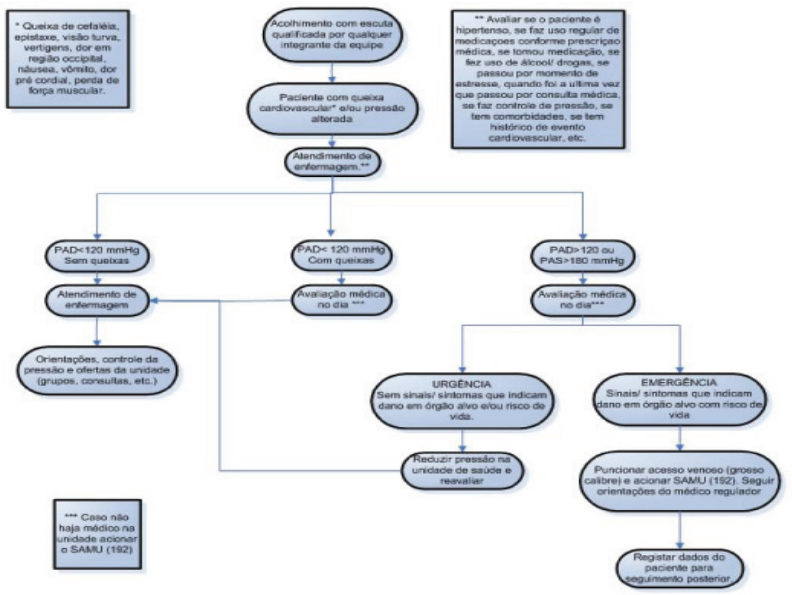 * Queixa de cefaléia,
epistaxe, visão turva,
vertigens, dor em
região occipital,
náusea, vômito, dor
pré cordial, perda de
força muscular.
Acolhimento com escuta
qualificada por qualquer
integrante da equipe
** Avaliar se o paciente é
hipertenso, se faz uso regular de
medicaçoes conforme prescriçao
médica, se tomou medicação, se
fez uso de álcool/ drogas, se
passou por momento de
estresse, quando foi a ultima vez
que passou por consulta médica,
se faz controle de pressão, se
tem comorbidades, se tem
histórico de evento
cardiovascular, etc.
Paciente com queixa
cardiovascular* e/ou pressão
alterada
Atendimento de
enfermagem.**
PAD<120 mmHg
Sem queixas
PAD< 120 mmHg
Com queixas
PAD>120 ou
PAS>180 mmHg
Atendimento de
enfermagem
Avaliação médica
no dia ***
Avaliação médica
no dia***
Orientações, controle da
pressão e ofertas da unidade
(grupos, consultas, etc.)
URGÊNCIA
Sem sinais/ sintomas que indicam
dano em órgão alvo e/ou risco de
vida.
EMERGÊNCIA
Sinais/ sintomas que indicam
dano em órgão alvo com risco de
vida
Reduzir pressão na
unidade de saúde e
reavaliar
Puncionar acesso venoso (grosso
calibre) e acionar SAMU (192). Seguir
orientações do médico regulador
*** Caso não
haja médico na
unidade acionar
o SAMU (192)
Registar dados do
paciente para
seguimento posterior.